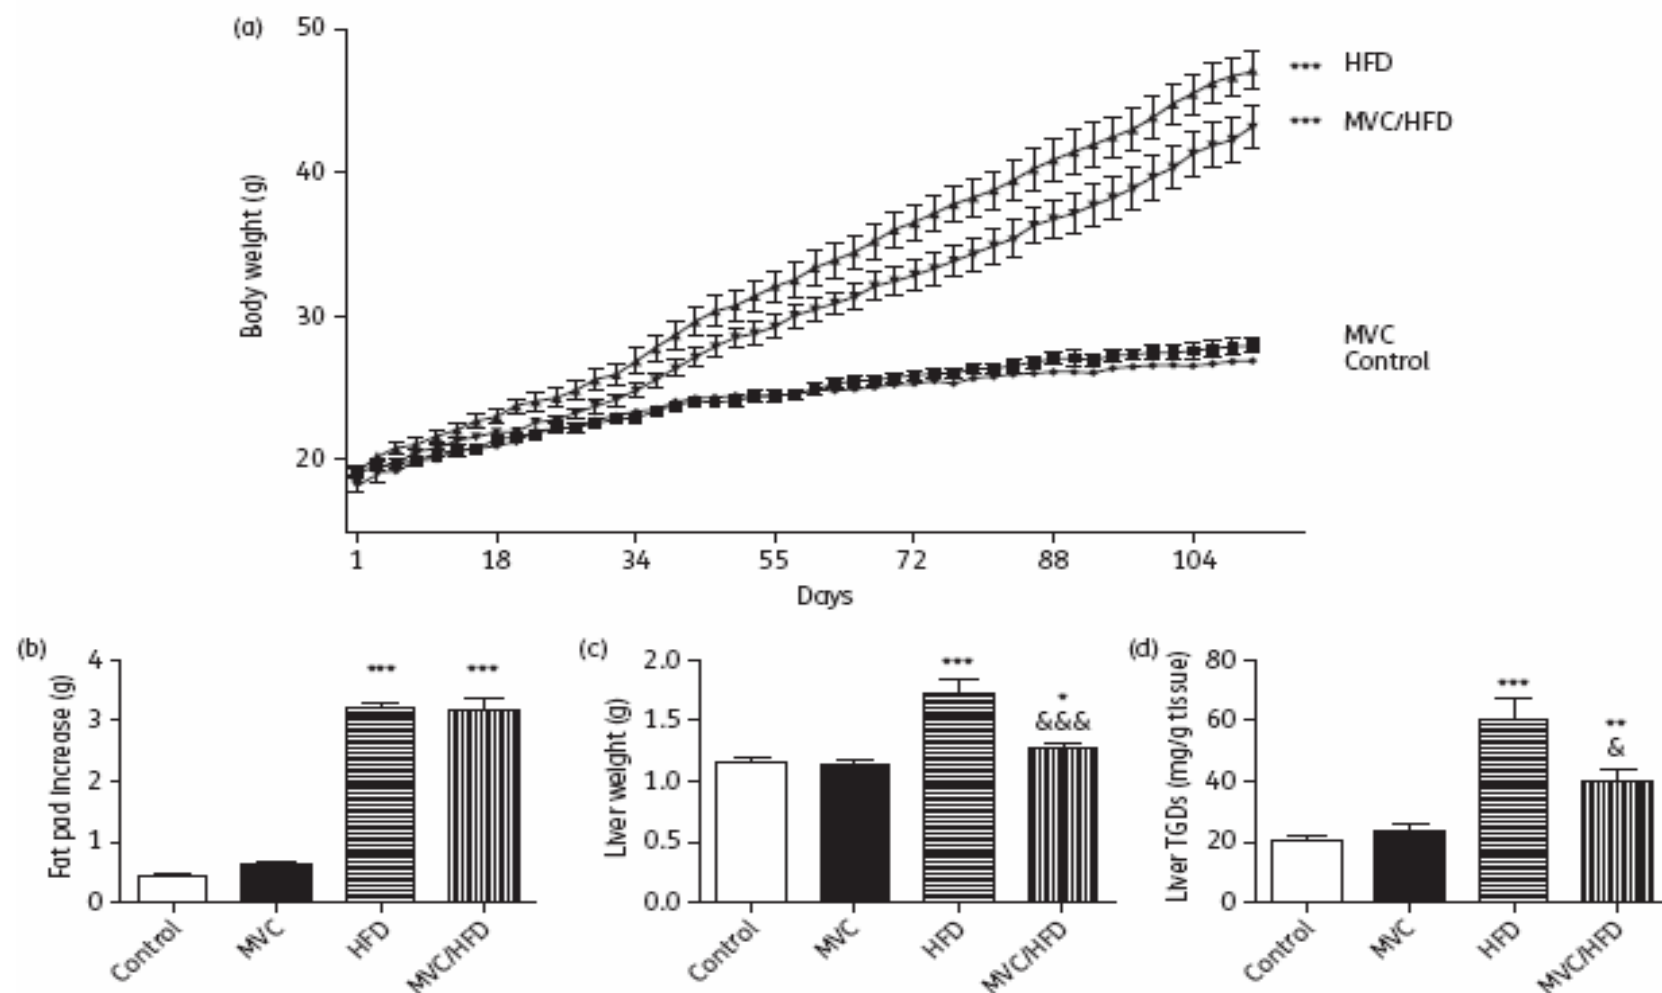 (a)
50
40
30
20
Body weight (g)
*** HFD
*** MVC/HFD
MVC
Control
1 18 34 55 72 88 104
Days
(b)
Fat pad increase (g)
4
3
2
1
0
*** ***
Control MVC HFD MVC/HFD
(c)
Liver weight (g)
2.0
1.5
1.0
0.5
0.0
***
*
&&&
Control MVC HFD MVC/HFD
(d)
Liver TGDs (mg/g tissue)
80
60
40
20
0
***
**
&
Control MVC HFD MVC/HFD